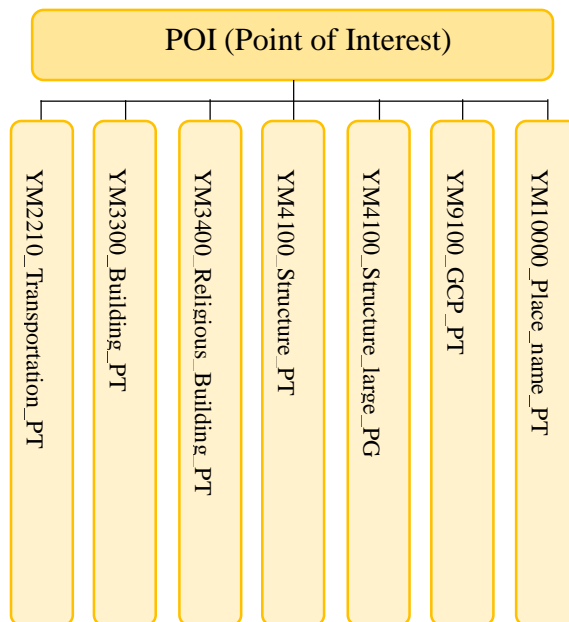 POI (Point of Interest)
YM2210_Transportation_PT
YM3300_Building_PT
YM3400_Religious_Building_PT
YM4100_Structure_PT
YM4100_Structure_large_PG
YM9100_GCP_PT
YM10000_Place_name_PT